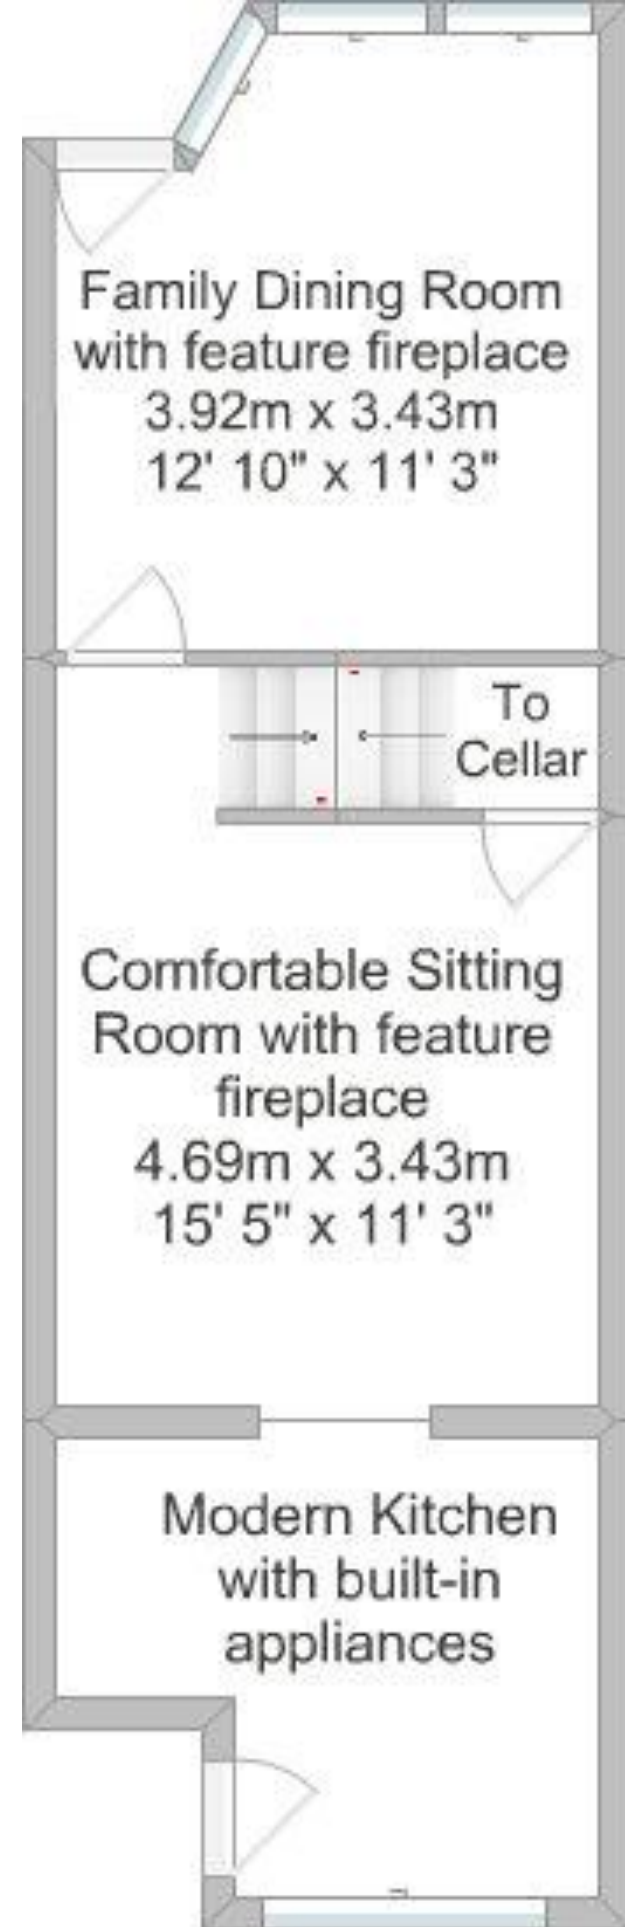 Family Dining Room
with feature fireplace
3.92m x 3.43m
12' 10" x 11' 3"
To
Cellar
Comfortable Sitting
Room with feature
fireplace
4.69m x 3.43m
15' 5" x 11' 3"
Modern Kitchen
with built-in
appliances